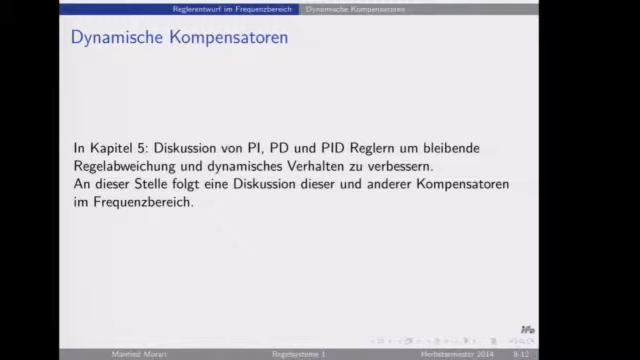 Reglerentwurf im Frequenzbereich Dynamische Kompensatoren
Dynamische Kompensatoren
In Kapitel 5: Diskussion von PI, PD und PID Reglern um bleibende
Regelabweichung und dynamisches Verhalten zu verbessern.
An dieser Stelle folgt eine Diskussion dieser und anderer Kompensatoren
im Frequenzbereich.
Manfred Morari Regelsysteme 1 Herbstsemester 2014 8-12